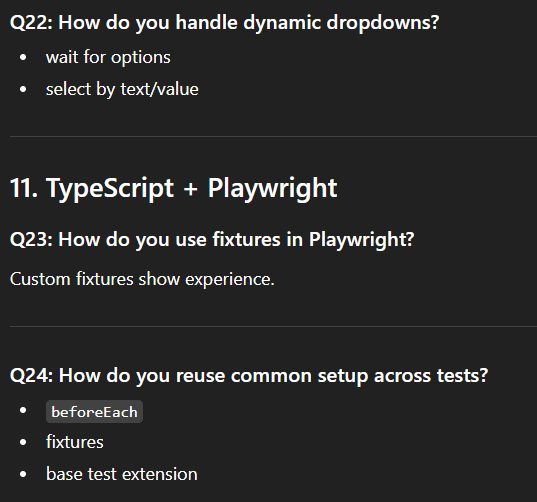 Q22: How do you handle dynamic dropdowns?
• wait for options
• select by text/value
11. TypeScript + Playwright
Q23: How do you use fixtures in Playwright?
Custom fixtures show experience.
Q24: How do you reuse common setup across tests?
• beforeEach
• fixtures
• base test extension